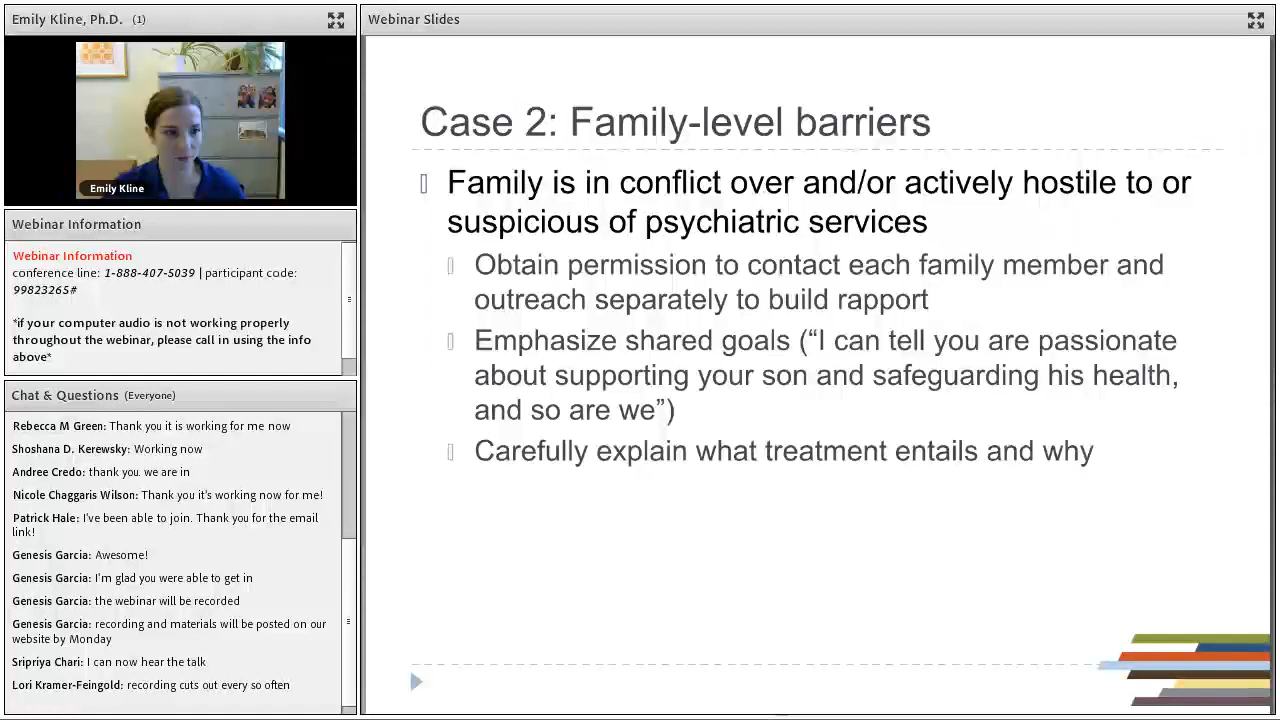 Emily Kline, Ph.D. (1)
Emily Kline
Webinar Information
Webinar Information
conference line: 1-888-407-5039 | participant code:
99823265#
*if your computer audio is not working properly
throughout the webinar, please call in using the info
above*
Chat & Questions (Everyone)
Rebecca M Green: Thank you it is working for me now
Shoshana D. Kerewsky: Working now
Andree Credo: thank you. we are in
Nicole Chaggaris Wilson: Thank you it's working now for me!
Patrick Hale: I've been able to join. Thank you for the email
link!
Genesis Garcia: Awesome!
Genesis Garcia: I'm glad you were able to get in
Genesis Garcia: the webinar will be recorded
Genesis Garcia: recording and materials will be posted on our
website by Monday
Sripriya Chari: I can now hear the talk
Lori Kramer-Feingold: recording cuts out every so often
Webinar Slides
Case 2: Family-level barriers
Family is in conflict over and/or actively hostile to or
suspicious of psychiatric services
Obtain permission to contact each family member and
outreach separately to build rapport
Emphasize shared goals (“I can tell you are passionate
about supporting your son and safeguarding his health,
and so are we”)
Carefully explain what treatment entails and why